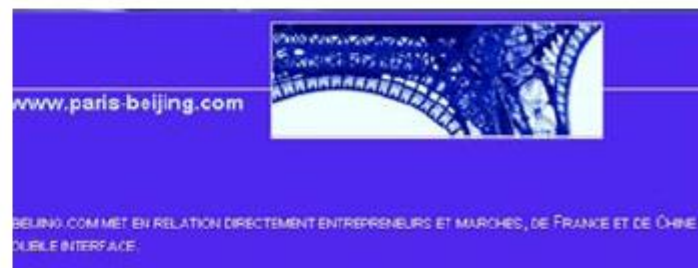 www.paris-beijing.com
BEIJING.COM MET EN RELATION DIRECTEMENT ENTREPRENEURS ET MARCHES, DE FRANCE ET DE CHINE
OUBLE INTERFACE.